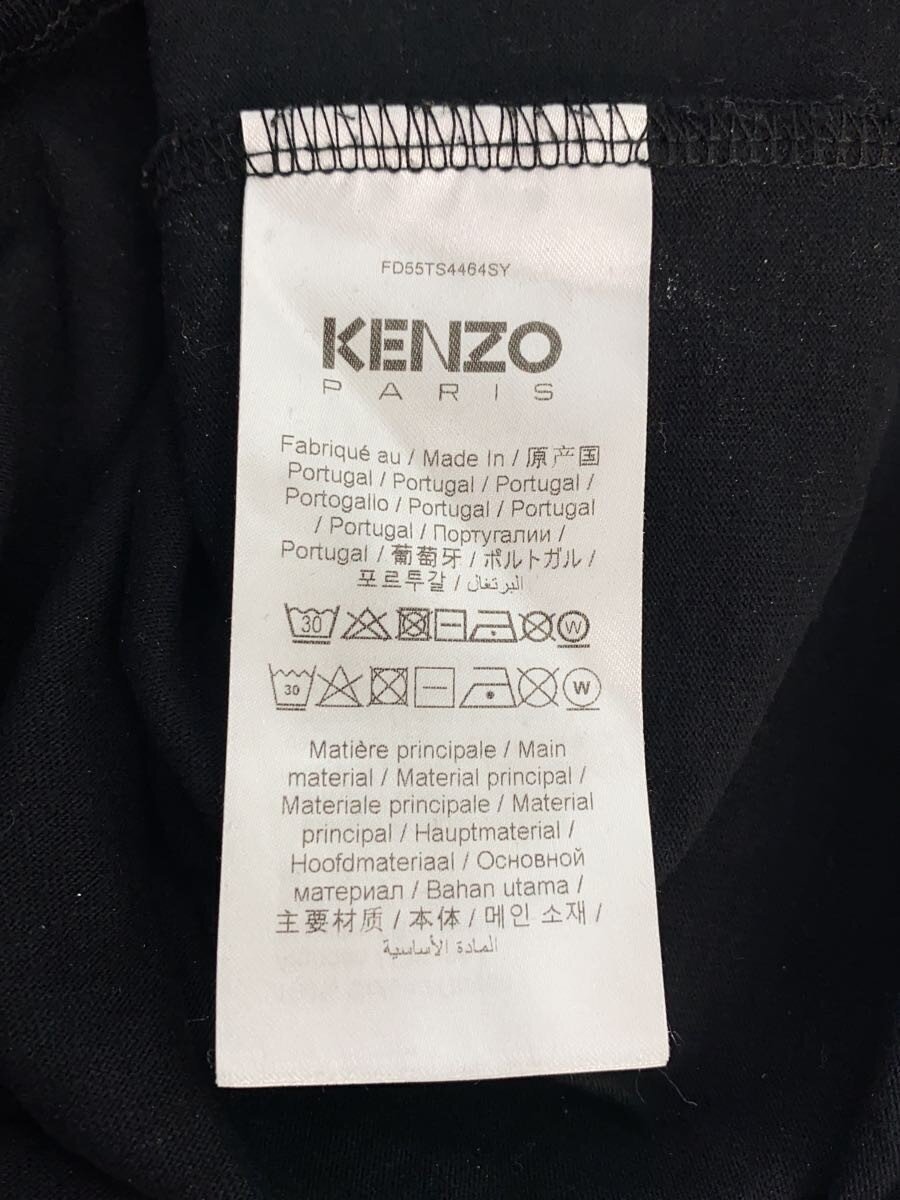 FD55TS4464SY
KENZO
PARIS
Fabriqué au / Made In / 原产国
Portugal / Portugal / Portugal /
Portogallo / Portugal / Portugal
/ Portugal / Португалии /
Portugal / 葡萄牙 / ポルトガル /
포르투갈 / البرتغال
30 W
30 W
Matière principale / Main
material / Material principal /
Materiale principale / Material
principal / Hauptmaterial /
Hoofdmateriaal / Основной
материал / Bahan utama /
主要材质 / 本体 / 메인 소재 /
المادة الأساسية